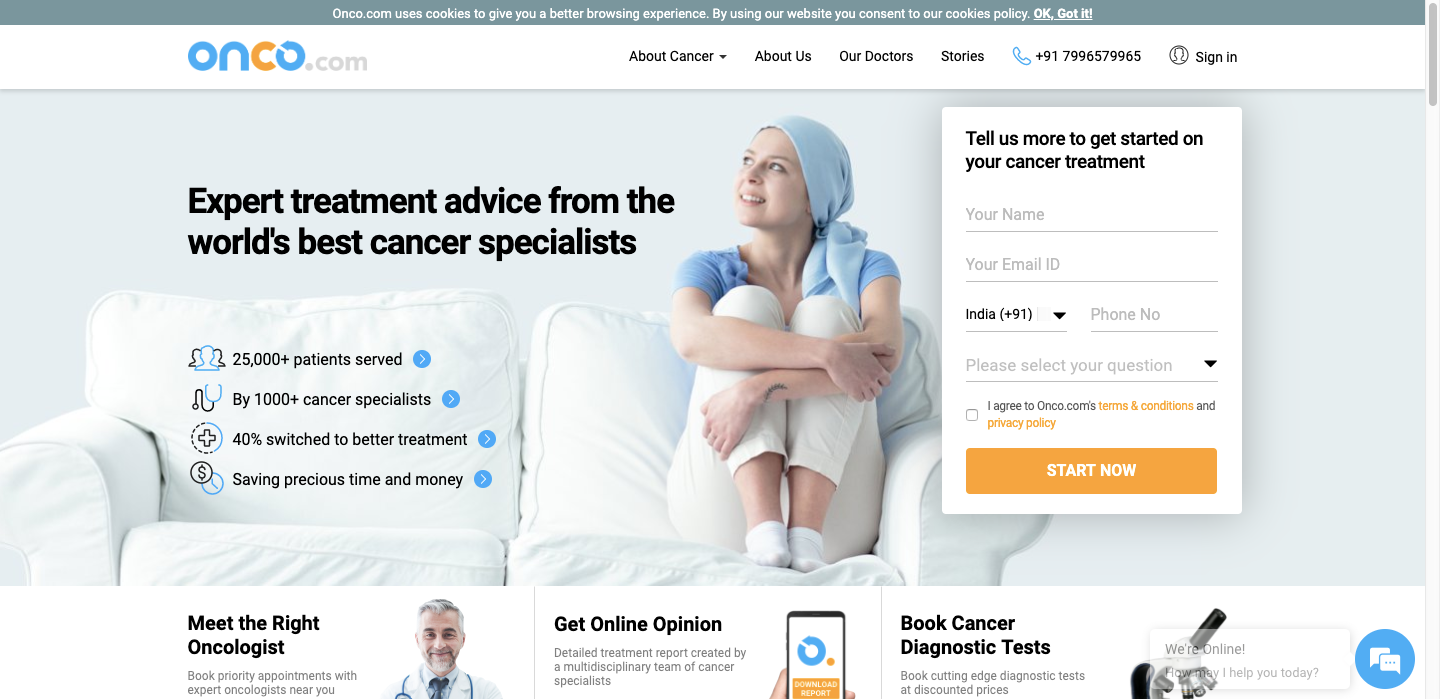 Onco.com uses cookies to give you a better browsing experience. By using our website you consent to our cookies policy. OK, Got it!
onco.com
About Cancer
About Us
Our Doctors
Stories
+91 7996579965
Sign in
Expert treatment advice from the
world's best cancer specialists
25,000+ patients served
By 1000+ cancer specialists
40% switched to better treatment
Saving precious time and money
Tell us more to get started on
your cancer treatment
Your Name
Your Email ID
India (+91)
Phone No
Please select your question
I agree to Onco.com's terms & conditions and
privacy policy
START NOW
Meet the Right
Oncologist
Book priority appointments with
expert oncologists near you
Get Online Opinion
Detailed treatment report created by
a multidisciplinary team of cancer
specialists
DOWNLOAD
REPORT
Book Cancer
Diagnostic Tests
Book cutting edge diagnostic tests
at discounted prices
We're Online!
How may I help you today?